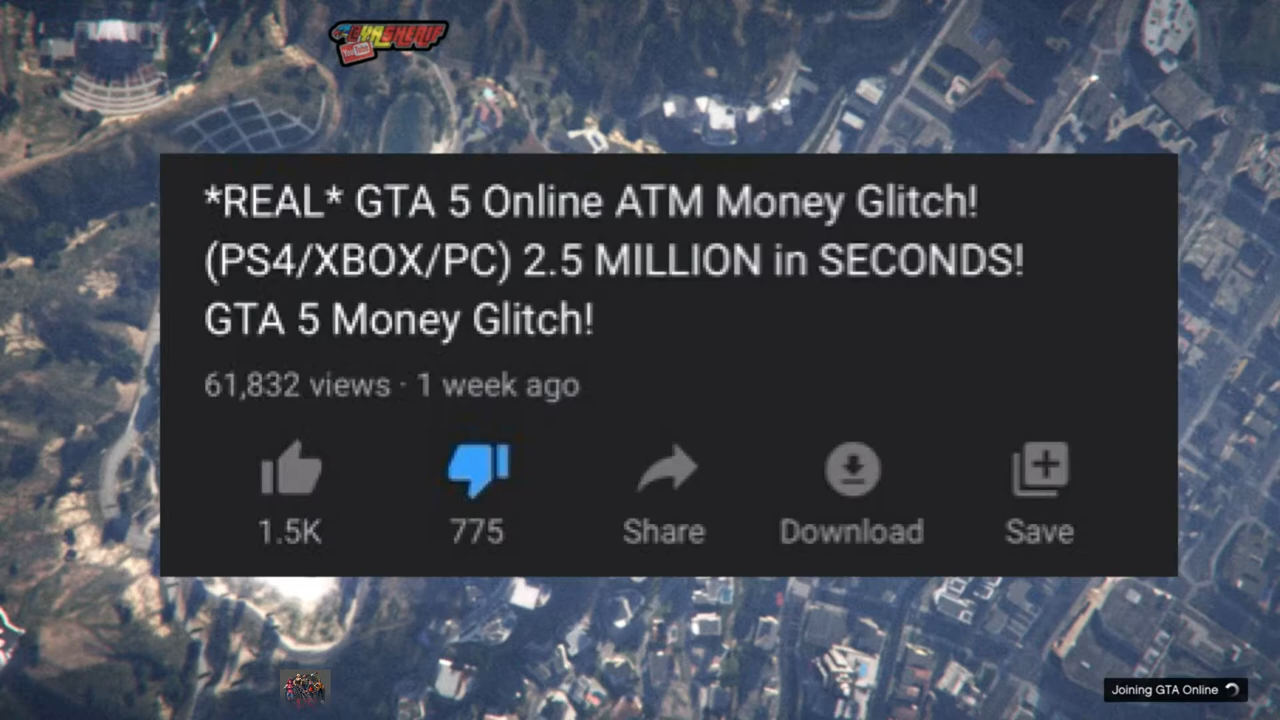 YouTube
*REAL* GTA 5 Online ATM Money Glitch!
(PS4/XBOX/PC) 2.5 MILLION in SECONDS!
GTA 5 Money Glitch!
61,832 views · 1 week ago
1.5K 775 Share Download Save
Joining GTA Online